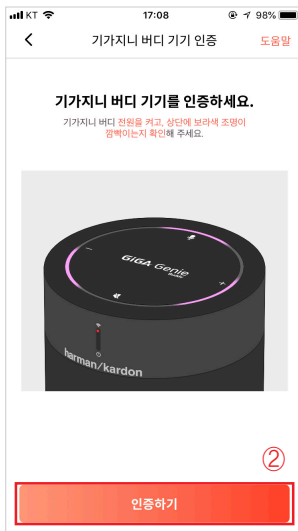 KT 17:08 98%
기가지니 버디 기기 인증 도움말
기가지니 버디 기기를 인증하세요.
기가지니 버디 전원을 켜고, 상단에 보라색 조명이
깜빡이는지 확인해 주세요.
GiGA Genie
Buddy
harman/kardon
②
인증하기